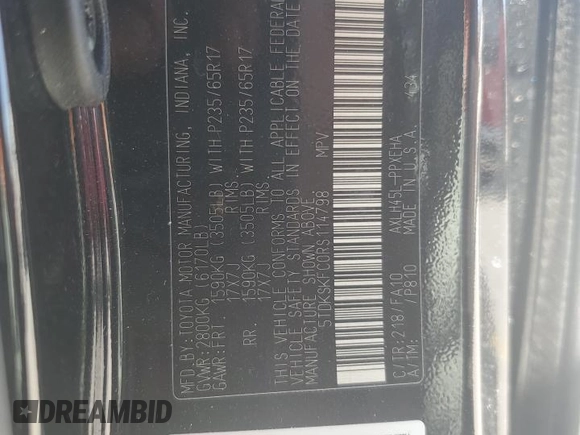 MFD.BY:TOYOTA MOTOR MANUFACTURING, INDIANA, INC.
GVWR:2800KG (6170LB)
GAWR:FRT. 1590KG (3505LB) WITH P235/65R17
17X7J RIMS
RR. 1590KG (3505LB) WITH P235/65R17
17X7J RIMS
THIS VEHICLE CONFORMS TO ALL APPLICABLE FEDERAL
VEHICLE SAFETY STANDARDS IN EFFECT ON THE DATE
MANUFACTURE SHOWN ABOVE.
5TDKSKFC0RS114798 MPV
C/TR:218/FA10 AXLH45L-PPXEHA
A/TM: /P810 MADE IN U.S.A.
DREAMBID